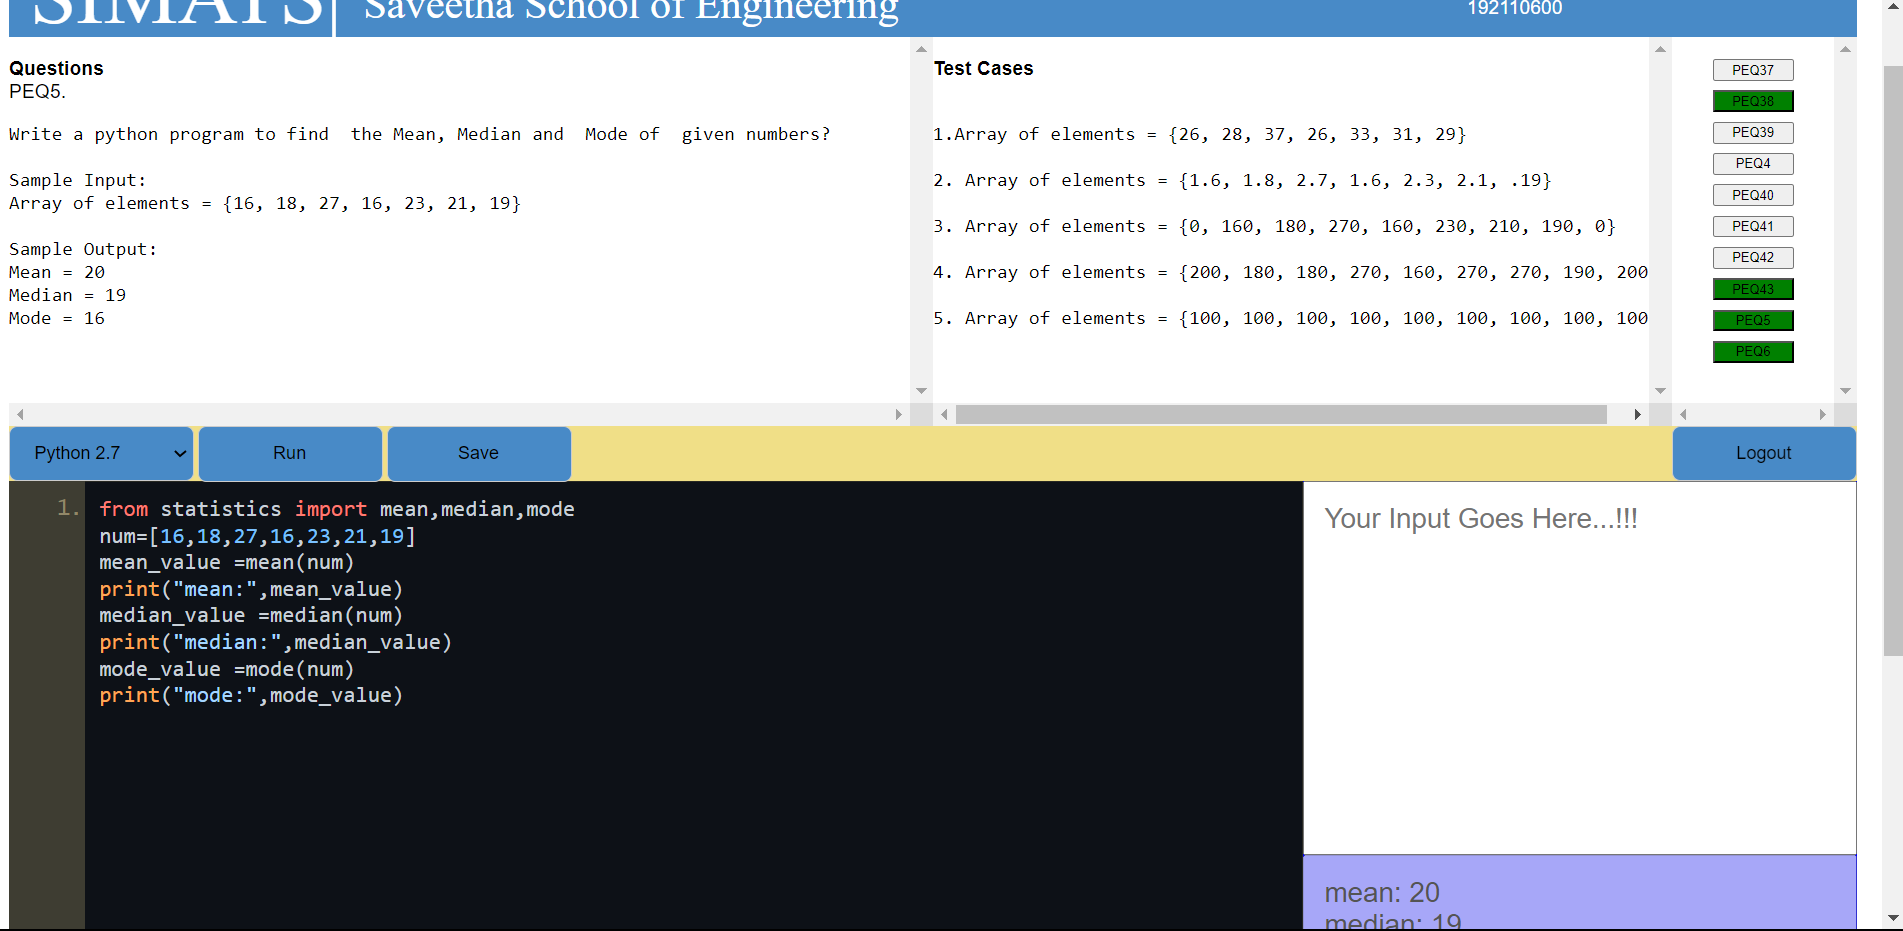 SIMATS Saveetha School of Engineering
192110600
Questions
PEQ5.
Write a python program to find  the Mean, Median and  Mode of  given numbers?
Sample Input:
Array of elements = {16, 18, 27, 16, 23, 21, 19}
Sample Output:
Mean = 20
Median = 19
Mode = 16
Test Cases
1.Array of elements = {26, 28, 37, 26, 33, 31, 29}
2. Array of elements = {1.6, 1.8, 2.7, 1.6, 2.3, 2.1, .19}
3. Array of elements = {0, 160, 180, 270, 160, 230, 210, 190, 0}
4. Array of elements = {200, 180, 180, 270, 160, 270, 270, 190, 200
5. Array of elements = {100, 100, 100, 100, 100, 100, 100, 100, 100
PEQ37
PEQ38
PEQ39
PEQ4
PEQ40
PEQ41
PEQ42
PEQ43
PEQ5
PEQ6
Python 2.7
Run
Save
Logout
1.
from statistics import mean,median,mode
num=[16,18,27,16,23,21,19]
mean_value =mean(num)
print("mean:",mean_value)
median_value =median(num)
print("median:",median_value)
mode_value =mode(num)
print("mode:",mode_value)
Your Input Goes Here...!!!
mean: 20
median: 19